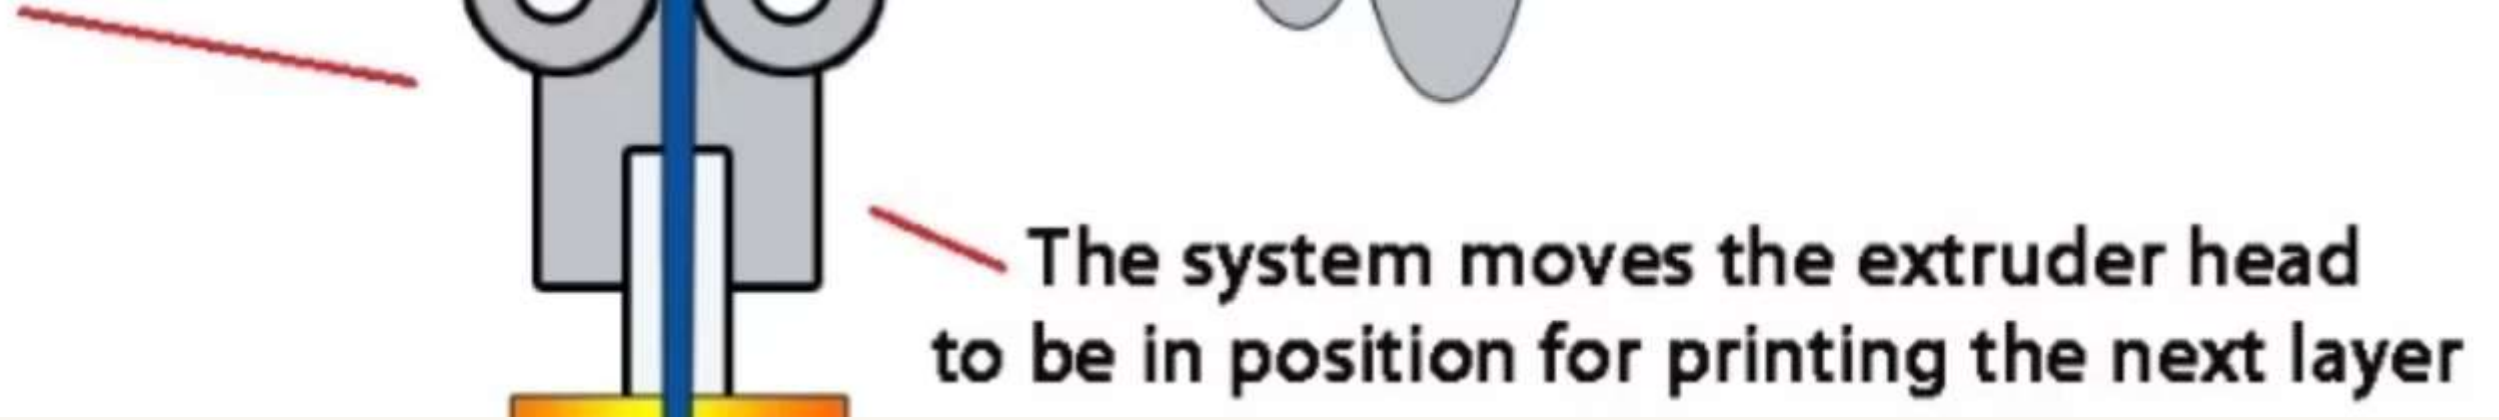 The system moves the extruder head
to be in position for printing the next layer